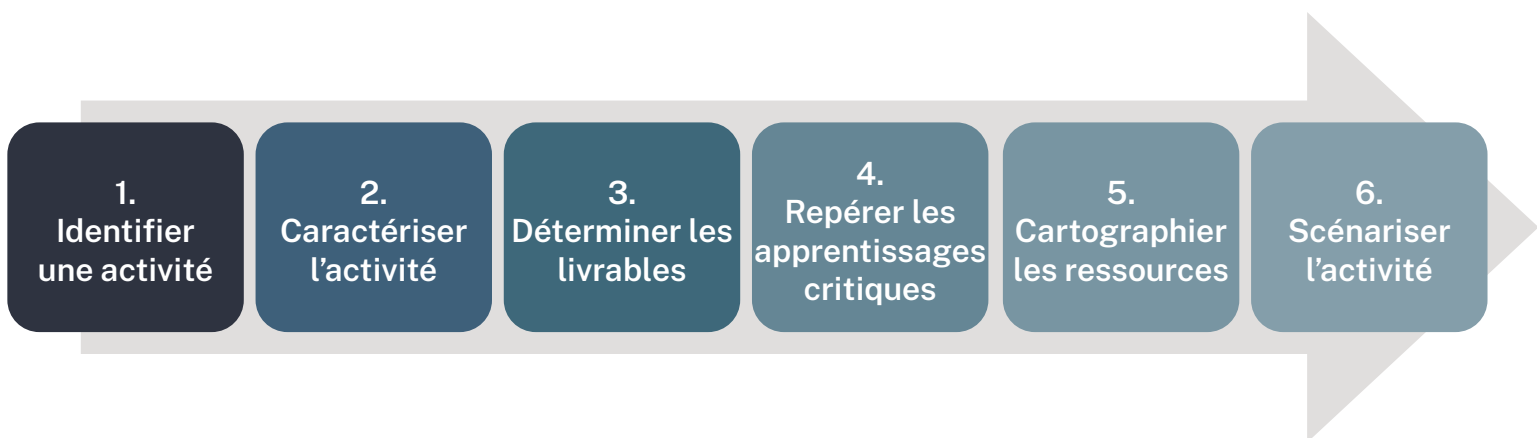 1.
Identifier
une activité
2.
Caractériser
l’activité
3.
Déterminer les
livrables
4.
Repérer les
apprentissages
critiques
5.
Cartographier
les ressources
6.
Scénariser
l’activité